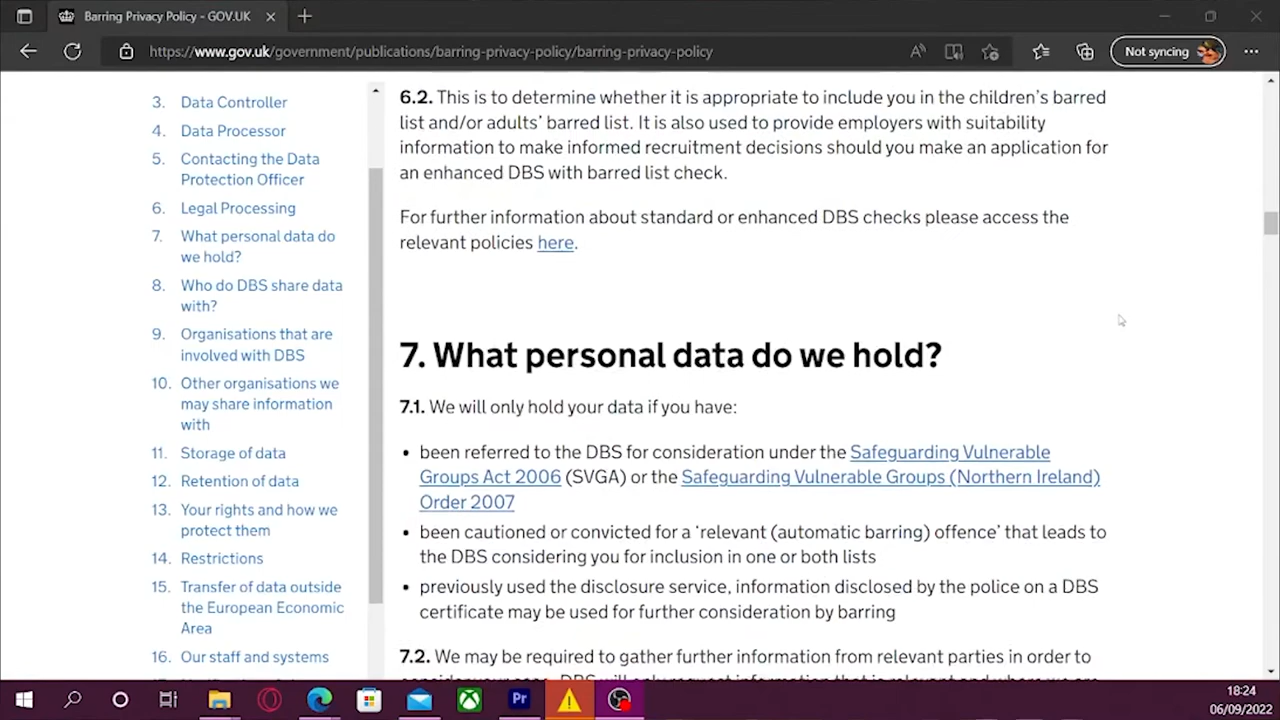 Barring Privacy Policy - GOV.UK
https://www.gov.uk/government/publications/barring-privacy-policy/barring-privacy-policy
Not syncing
3. Data Controller
4. Data Processor
5. Contacting the Data
Protection Officer
6. Legal Processing
7. What personal data do
we hold?
8. Who do DBS share data
with?
9. Organisations that are
involved with DBS
10. Other organisations we
may share information
with
11. Storage of data
12. Retention of data
13. Your rights and how we
protect them
14. Restrictions
15. Transfer of data outside
the European Economic
Area
16. Our staff and systems
6.2. This is to determine whether it is appropriate to include you in the children's barred
list and/or adults' barred list. It is also used to provide employers with suitability
information to make informed recruitment decisions should you make an application for
an enhanced DBS with barred list check.
For further information about standard or enhanced DBS checks please access the
relevant policies here.
7. What personal data do we hold?
7.1. We will only hold your data if you have:
• been referred to the DBS for consideration under the Safeguarding Vulnerable
Groups Act 2006 (SVGA) or the Safeguarding Vulnerable Groups (Northern Ireland)
Order 2007
• been cautioned or convicted for a 'relevant (automatic barring) offence' that leads to
the DBS considering you for inclusion in one or both lists
• previously used the disclosure service, information disclosed by the police on a DBS
certificate may be used for further consideration by barring
7.2. We may be required to gather further information from relevant parties in order to
Pr
18:24
06/09/2022